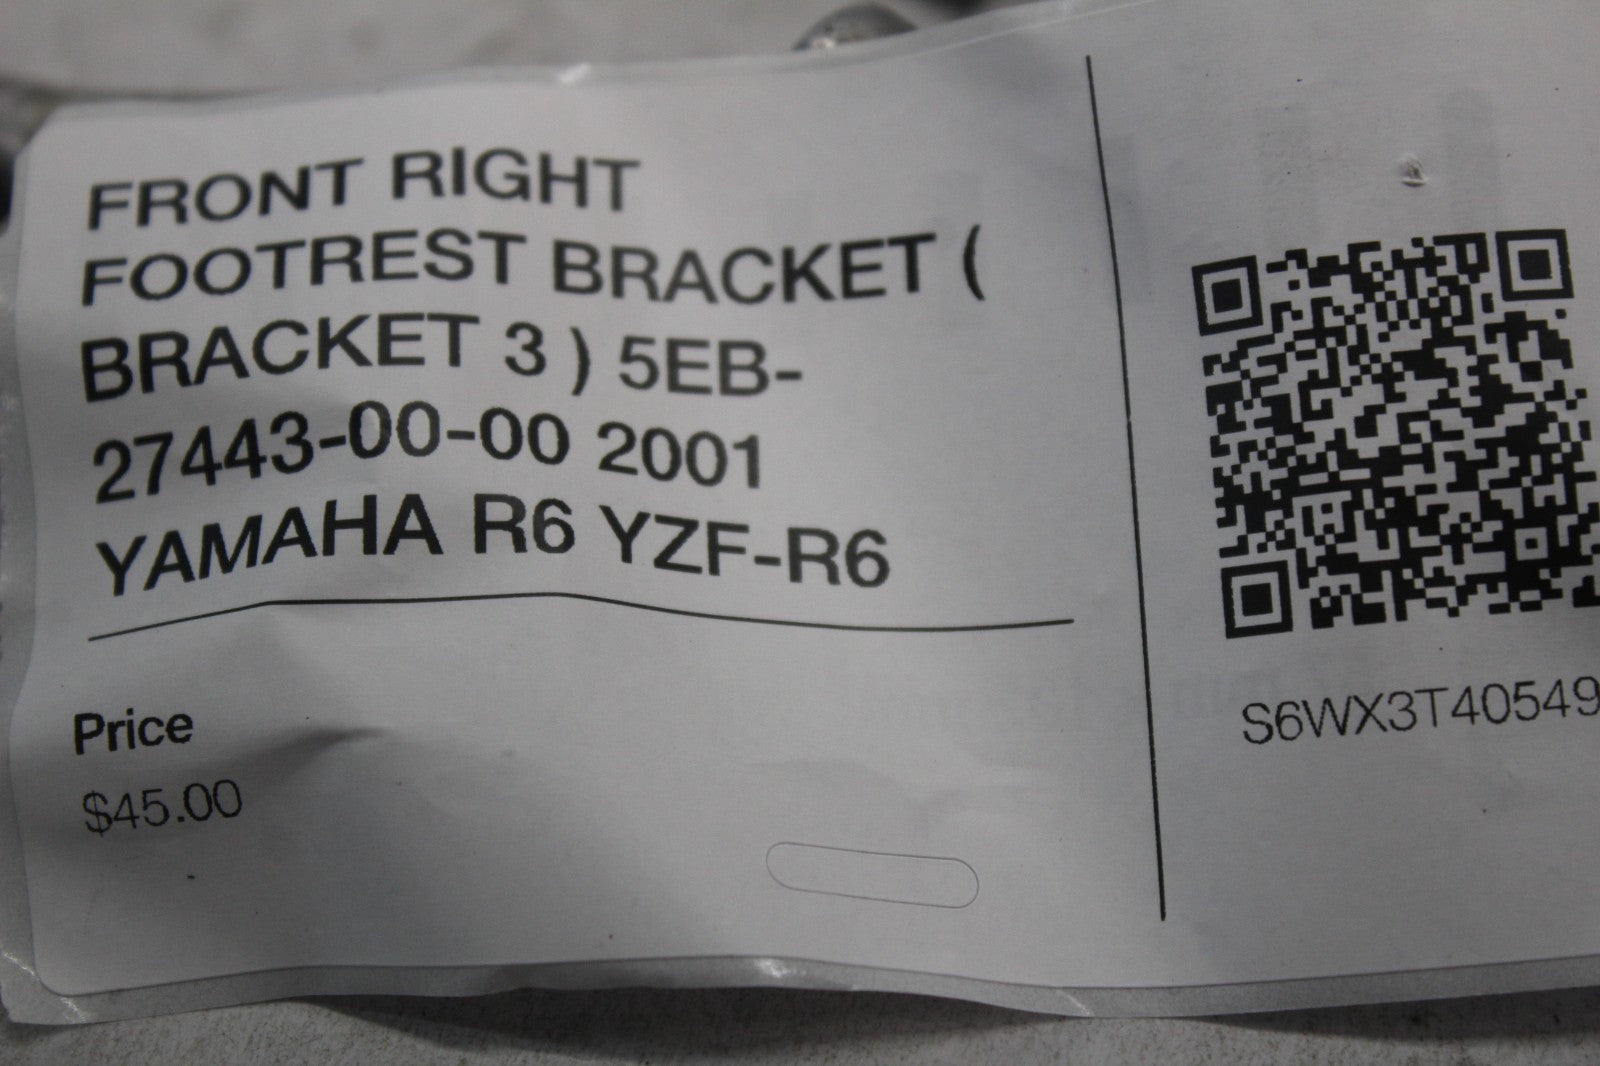 FRONT RIGHT
FOOTREST BRACKET (
BRACKET 3 ) 5EB-
27443-00-00 2001
YAMAHA R6 YZF-R6
Price
$45.00
S6WX3T40549